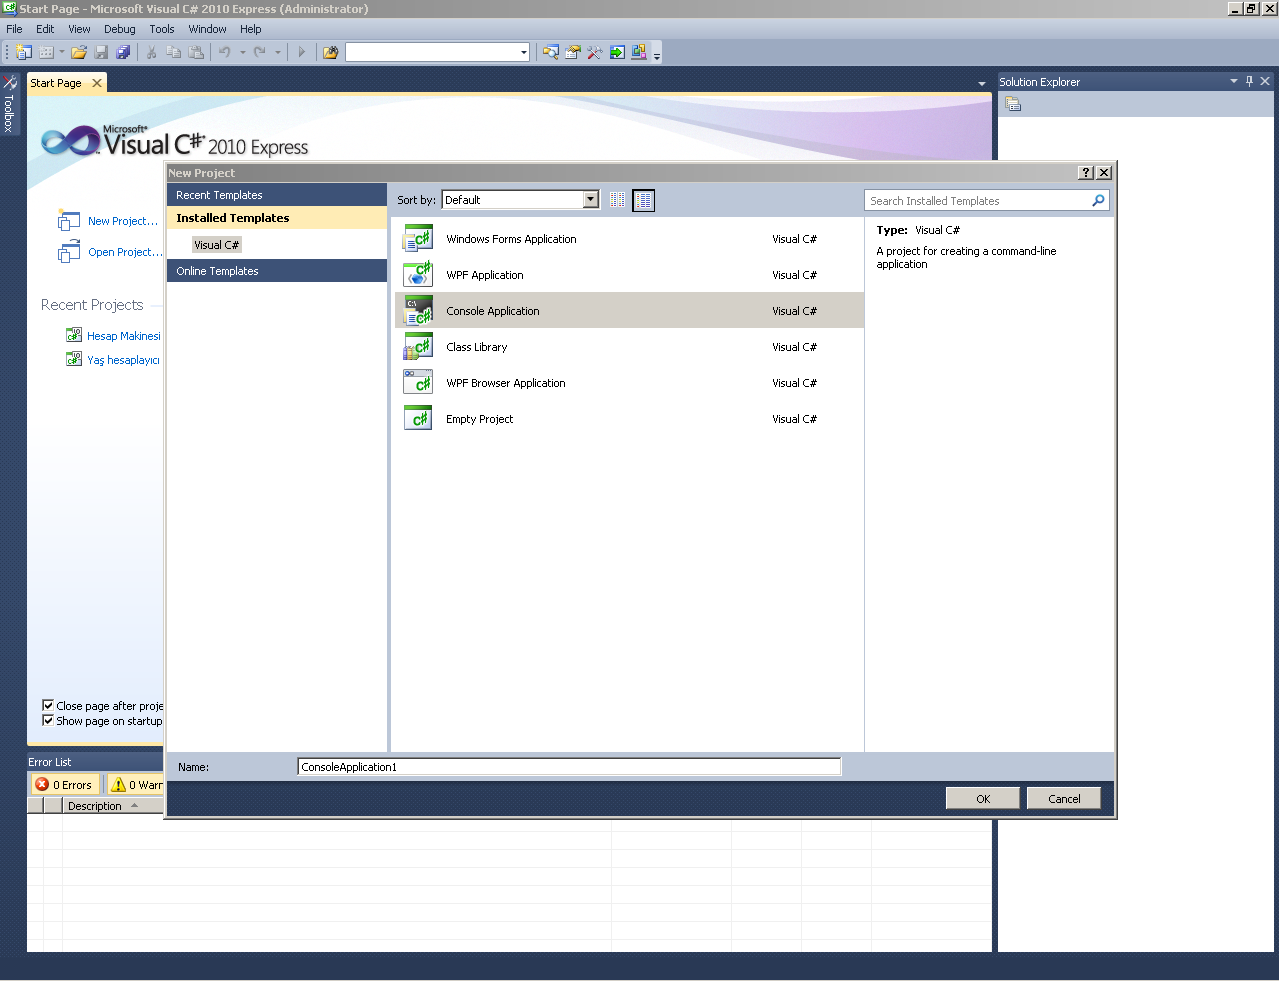 Start Page - Microsoft Visual C# 2010 Express (Administrator)
File Edit View Debug Tools Window Help
Toolbox
Start Page
Solution Explorer
Microsoft®
Visual C#® 2010 Express
New Project...
Open Project...
Recent Projects
Hesap Makinesi
Yaş hesaplayıcı
Close page after proje
Show page on startup
New Project
Recent Templates
Installed Templates
Visual C#
Online Templates
Sort by: Default
Search Installed Templates
Windows Forms Application Visual C#
WPF Application Visual C#
Console Application Visual C#
Class Library Visual C#
WPF Browser Application Visual C#
Empty Project Visual C#
Type: Visual C#
A project for creating a command-line
application
Name: ConsoleApplication1
OK Cancel
Error List
0 Errors 0 Warn
Description